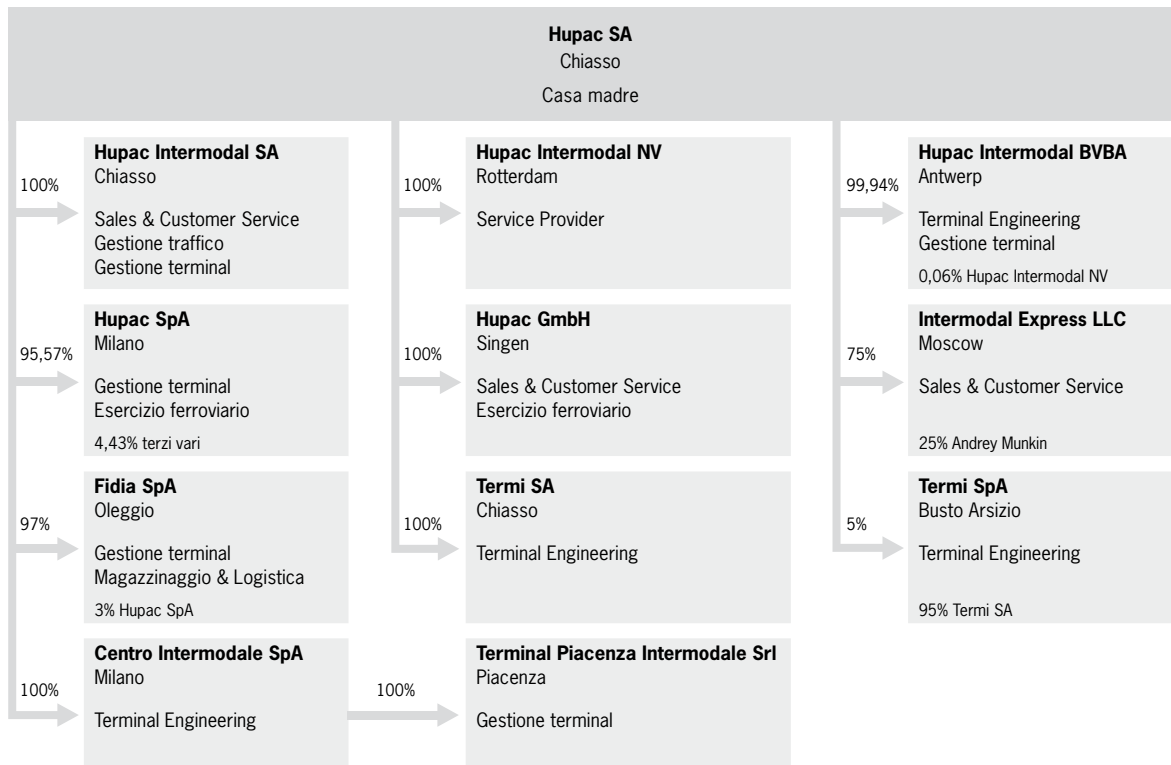 Hupac SA
Chiasso
Casa madre
100%
Hupac Intermodal SA
Chiasso
Sales & Customer Service
Gestione traffico
Gestione terminal
100%
Hupac Intermodal NV
Rotterdam
Service Provider
99,94%
Hupac Intermodal BVBA
Antwerp
Terminal Engineering
Gestione terminal
0,06% Hupac Intermodal NV
95,57%
Hupac SpA
Milano
Gestione terminal
Esercizio ferroviario
4,43% terzi vari
100%
Hupac GmbH
Singen
Sales & Customer Service
Esercizio ferroviario
75%
Intermodal Express LLC
Moscow
Sales & Customer Service
25% Andrey Munkin
97%
Fidia SpA
Oleggio
Gestione terminal
Magazzinaggio & Logistica
3% Hupac SpA
100%
Termi SA
Chiasso
Terminal Engineering
5%
Termi SpA
Busto Arsizio
Terminal Engineering
95% Termi SA
100%
Centro Intermodale SpA
Milano
Terminal Engineering
100%
Terminal Piacenza Intermodale Srl
Piacenza
Gestione terminal